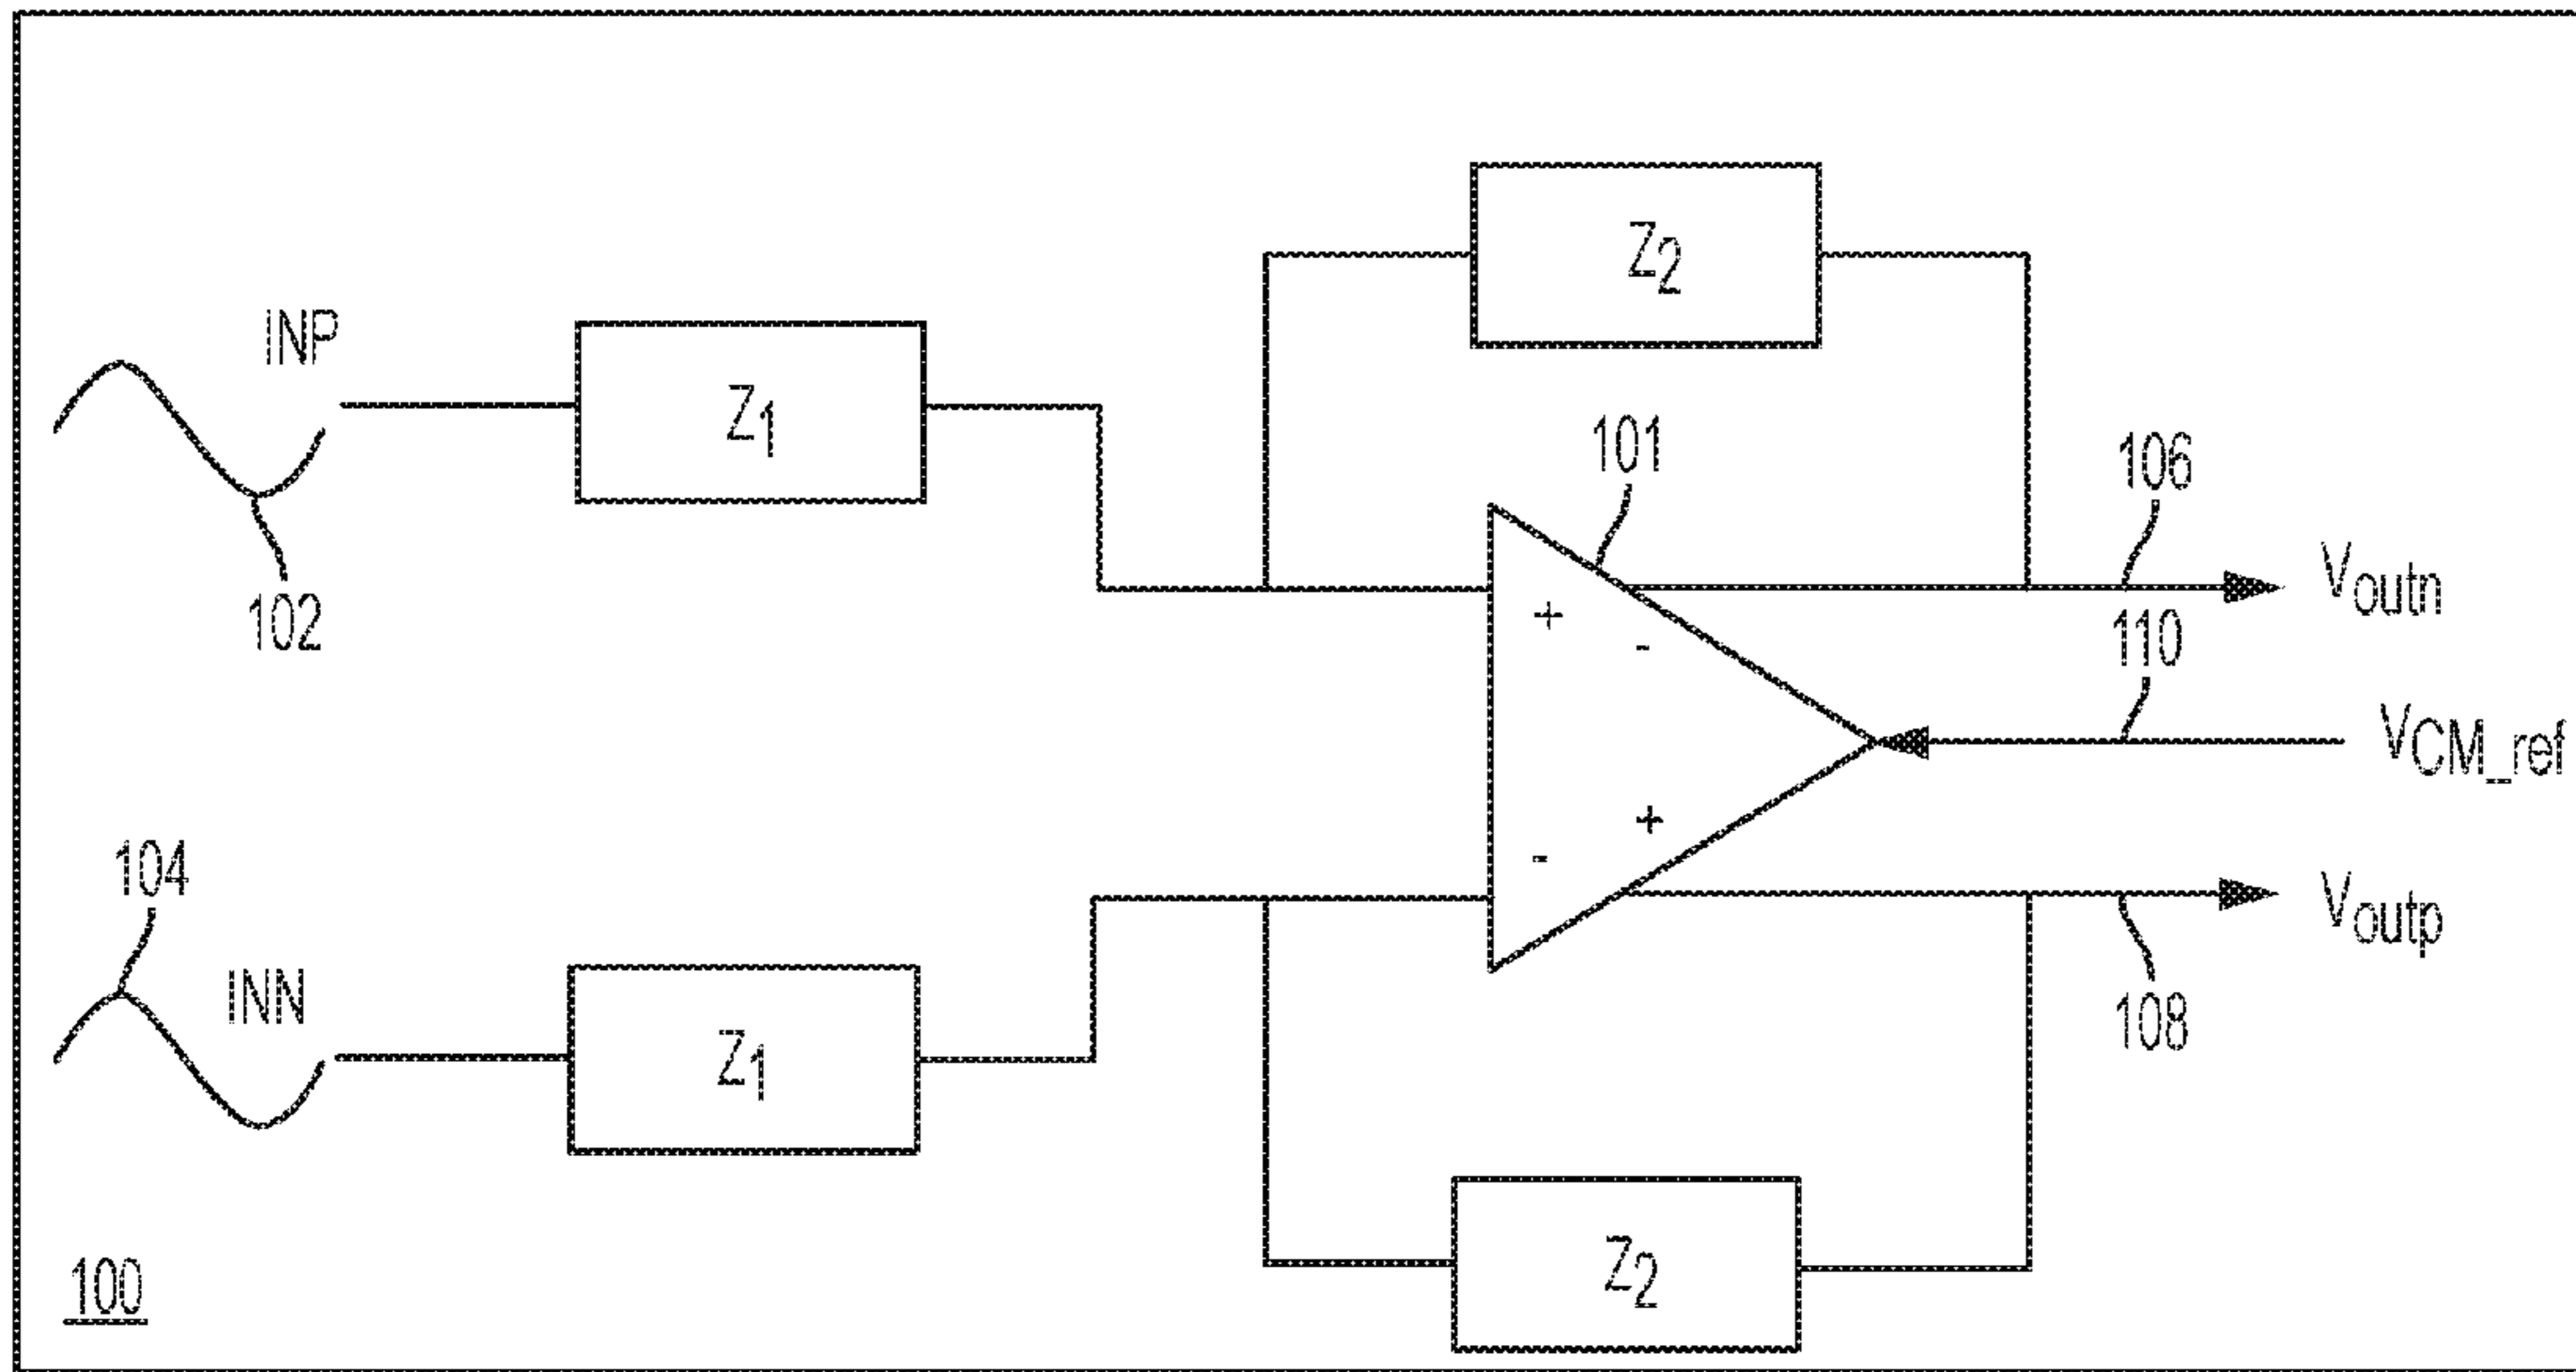 Z2
INP
Z1
101
106
102
+
-
Voutn
110
VCM_ref
+
-
104
INN
Voutp
Z1
108
Z2
100